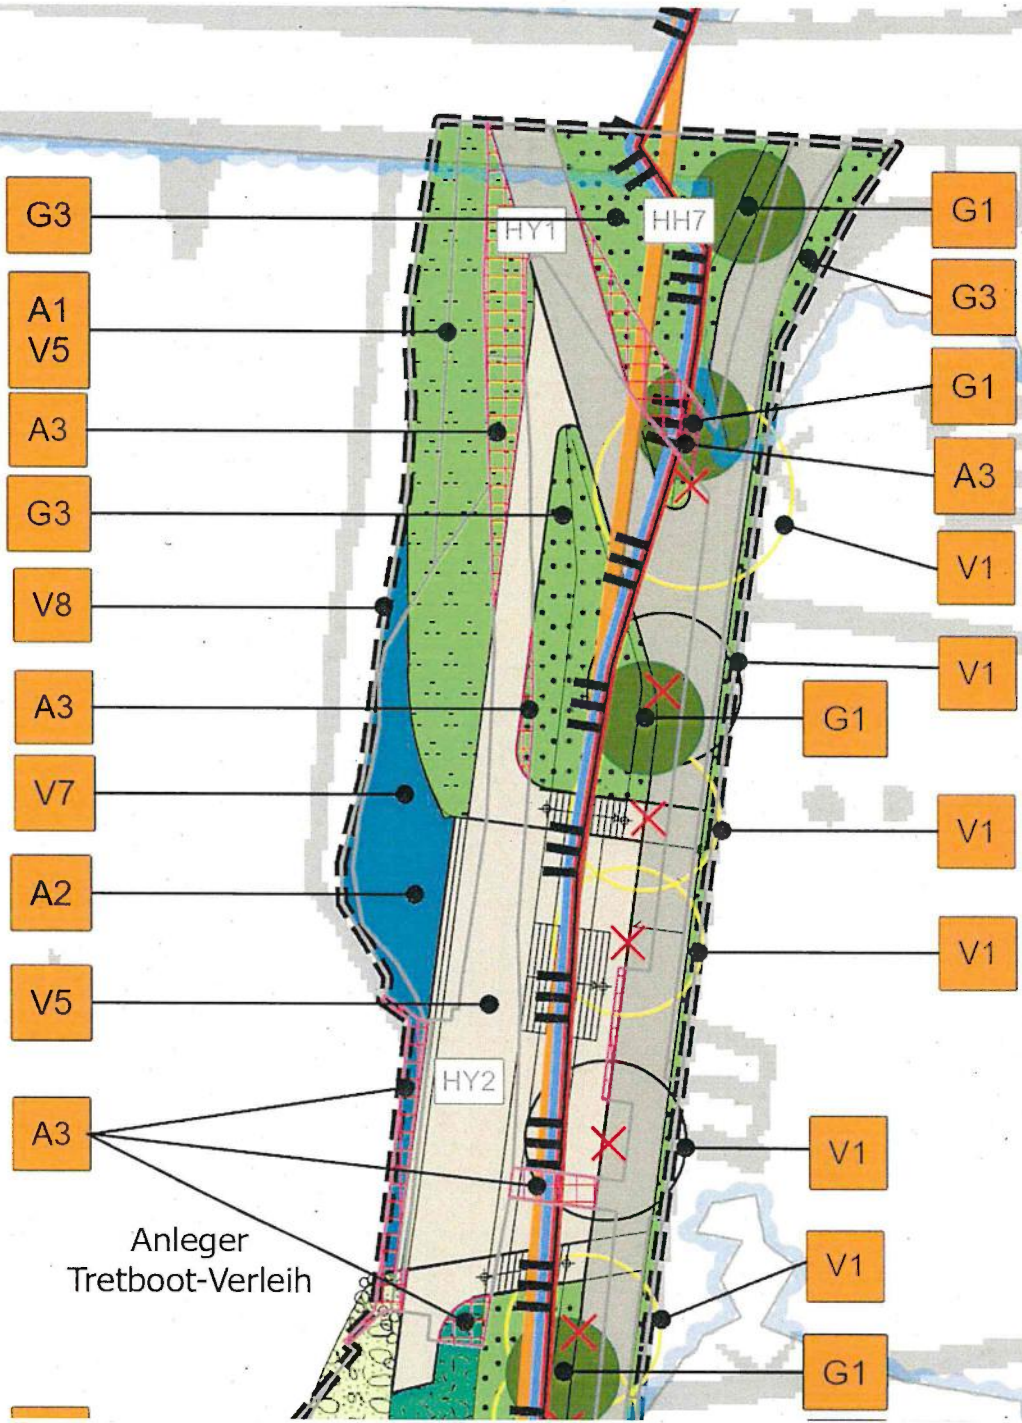 G3
HY1
HH7
G1
A1
V5
G3
A3
G1
G3
A3
V8
V1
A3
V1
G1
V7
V1
A2
V1
V5
HY2
A3
V1
Anleger
Tretboot-Verleih
V1
G1